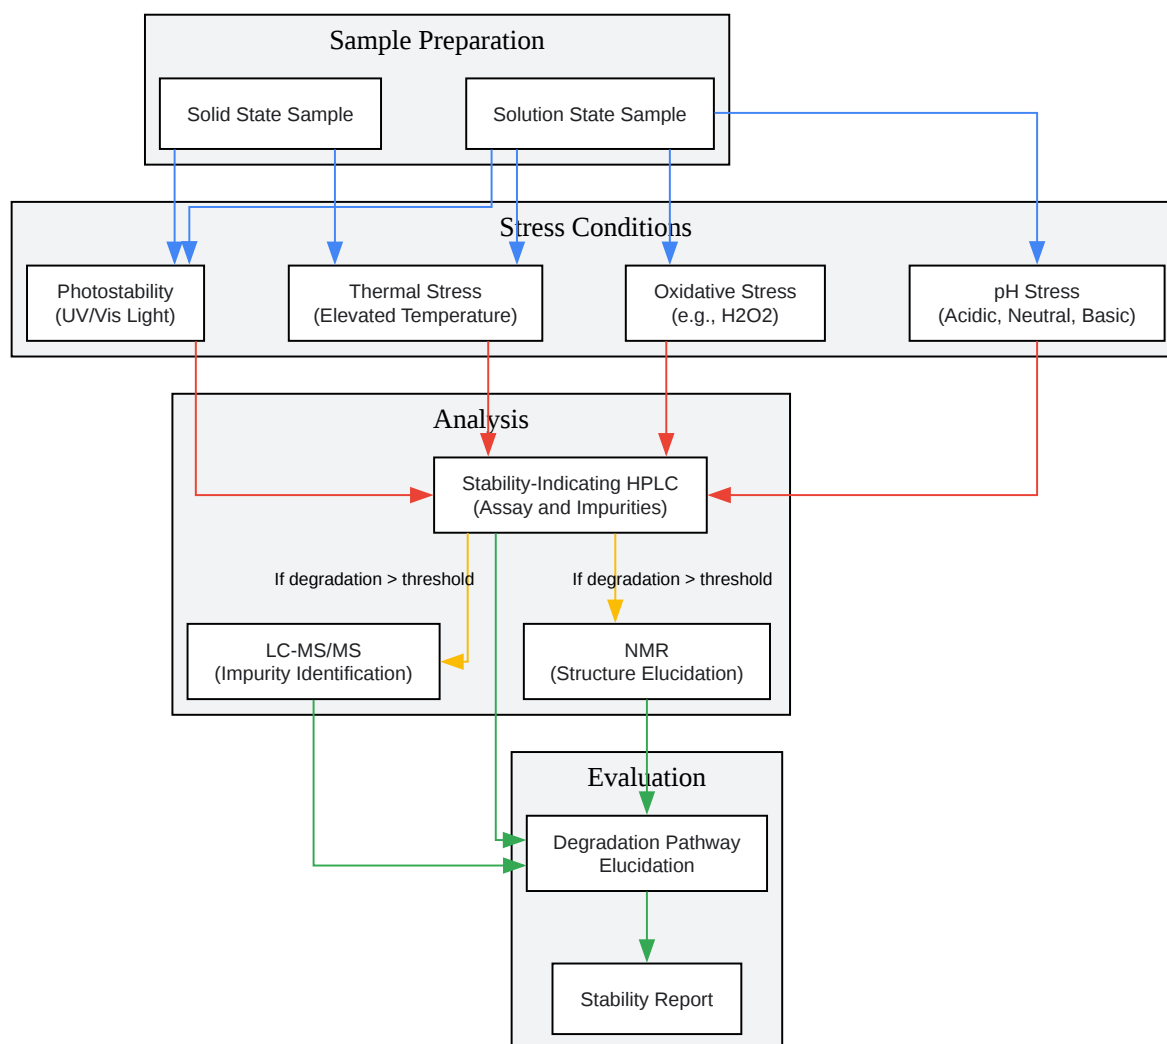 Sample Preparation
Solid State Sample
Solution State Sample
Stress Conditions
Photostability
(UV/Vis Light)
Thermal Stress
(Elevated Temperature)
Oxidative Stress
(e.g., H2O2)
pH Stress
(Acidic, Neutral, Basic)
Analysis
Stability-Indicating HPLC
(Assay and Impurities)
If degradation > threshold
If degradation > threshold
LC-MS/MS
(Impurity Identification)
NMR
(Structure Elucidation)
Evaluation
Degradation Pathway
Elucidation
Stability Report